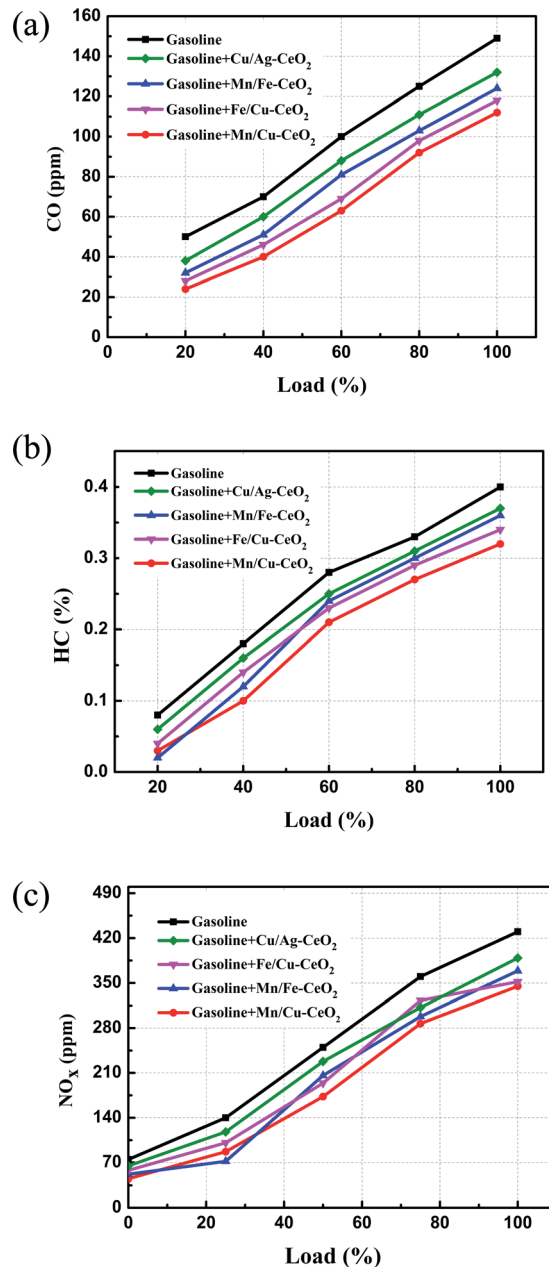 (a)
160
140
120
100
80
60
40
20
0
CO (ppm)
Gasoline
Gasoline+Cu/Ag-CeO₂
Gasoline+Mn/Fe-CeO₂
Gasoline+Fe/Cu-CeO₂
Gasoline+Mn/Cu-CeO₂
20 40 60 80 100
Load (%)
(b)
0.4
0.3
0.2
0.1
0.0
HC (%)
Gasoline
Gasoline+Cu/Ag-CeO₂
Gasoline+Mn/Fe-CeO₂
Gasoline+Fe/Cu-CeO₂
Gasoline+Mn/Cu-CeO₂
20 40 60 80 100
Load (%)
(c)
490
420
350
280
210
140
70
0
NOX (ppm)
Gasoline
Gasoline+Cu/Ag-CeO₂
Gasoline+Fe/Cu-CeO₂
Gasoline+Mn/Fe-CeO₂
Gasoline+Mn/Cu-CeO₂
0 20 40 60 80 100
Load (%)